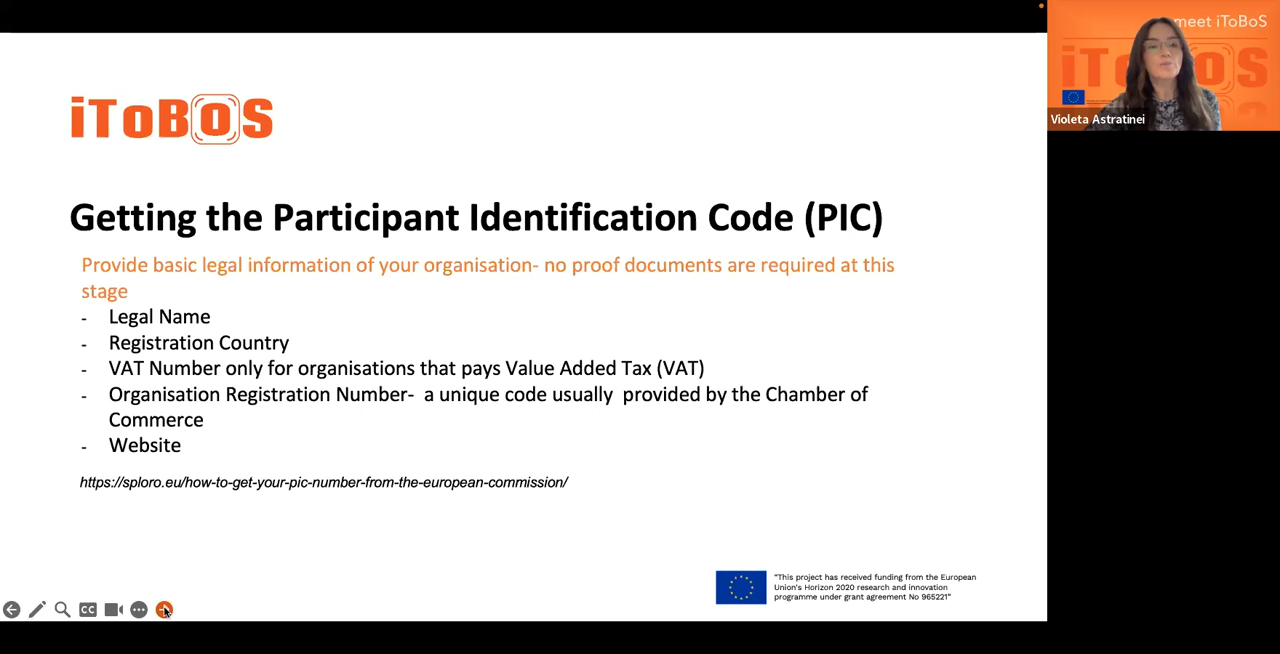 meet iToBoS
iToBoS
Violeta Astratinei
iToBoS
Getting the Participant Identification Code (PIC)
Provide basic legal information of your organisation- no proof documents are required at this
stage
- Legal Name
- Registration Country
- VAT Number only for organisations that pays Value Added Tax (VAT)
- Organisation Registration Number- a unique code usually provided by the Chamber of
Commerce
- Website
https://sploro.eu/how-to-get-your-pic-number-from-the-european-commission/
"This project has received funding from the European
Union's Horizon 2020 research and innovation
programme under grant agreement No 965221"
CC